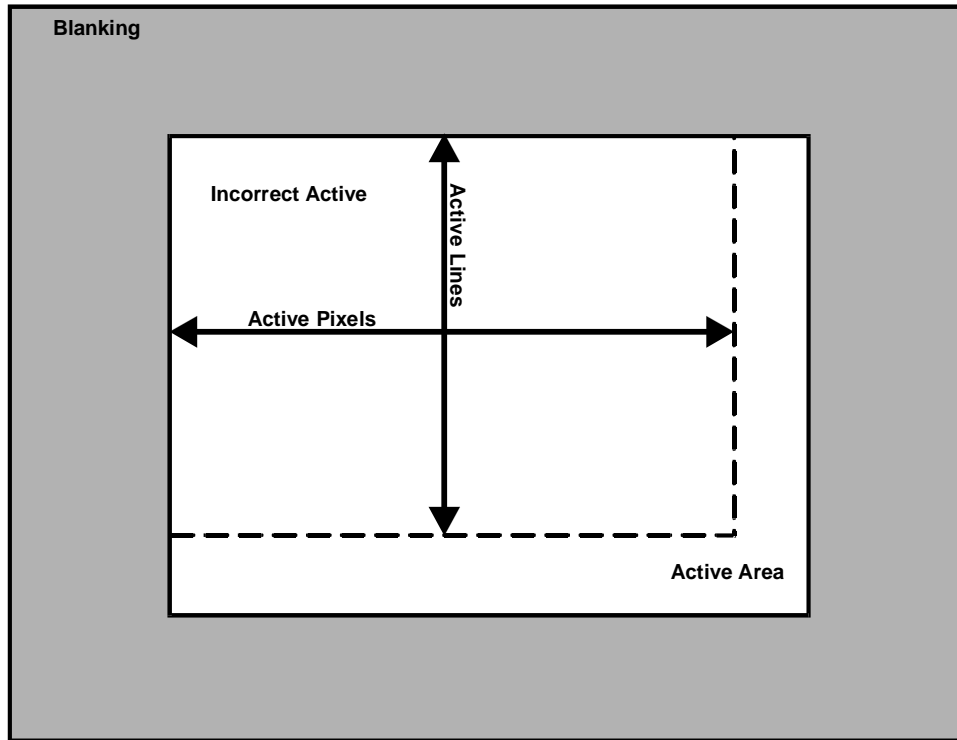 Blanking
Incorrect Active
Active Lines
Active Pixels
Active Area